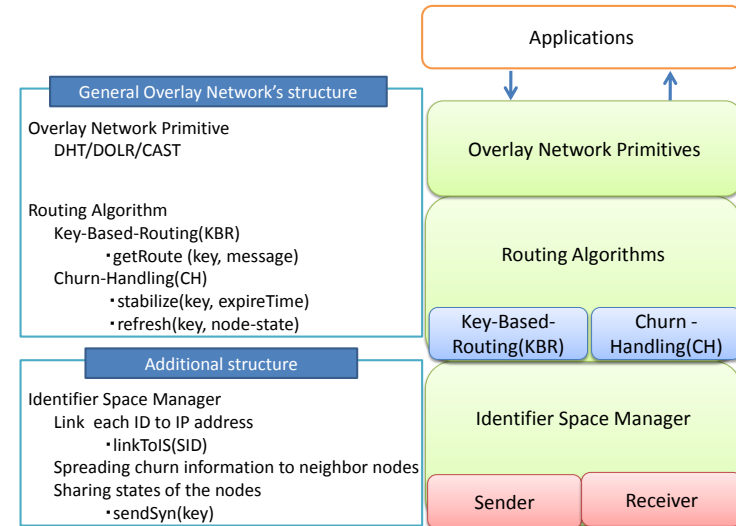 General Overlay Network's structure
Overlay Network Primitive
DHT/DOLR/CAST
Routing Algorithm
Key-Based-Routing(KBR)
・getRoute (key, message)
Churn-Handling(CH)
・stabilize(key, expireTime)
・refresh(key, node-state)
Additional structure
Identifier Space Manager
Link each ID to IP address
・linkToIS(SID)
Spreading churn information to neighbor nodes
Sharing states of the nodes
・sendSyn(key)
Applications
Overlay Network Primitives
Routing Algorithms
Key-Based-
Routing(KBR)
Churn -
Handling(CH)
Identifier Space Manager
Sender
Receiver